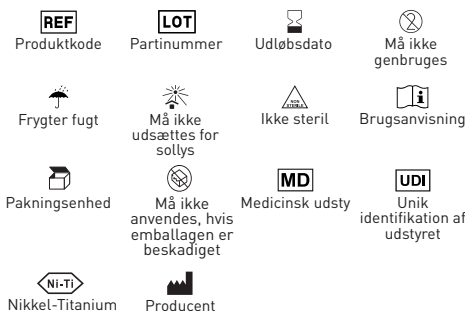 REF
LOT
Produktkode
Partinummer
Udløbsdato
Må ikke
genbruges
2
NON
STERILE
i
Frygter fugt
Må ikke
udsættes for
sollys
Ikke steril
Brugsanvisning
MD
UDI
Pakningsenhed
Må ikke
anvendes, hvis
emballagen er
beskadiget
Medicinsk udsty
Unik
identifikation af
udstyret
Ni-Ti
Nikkel-Titanium
Producent